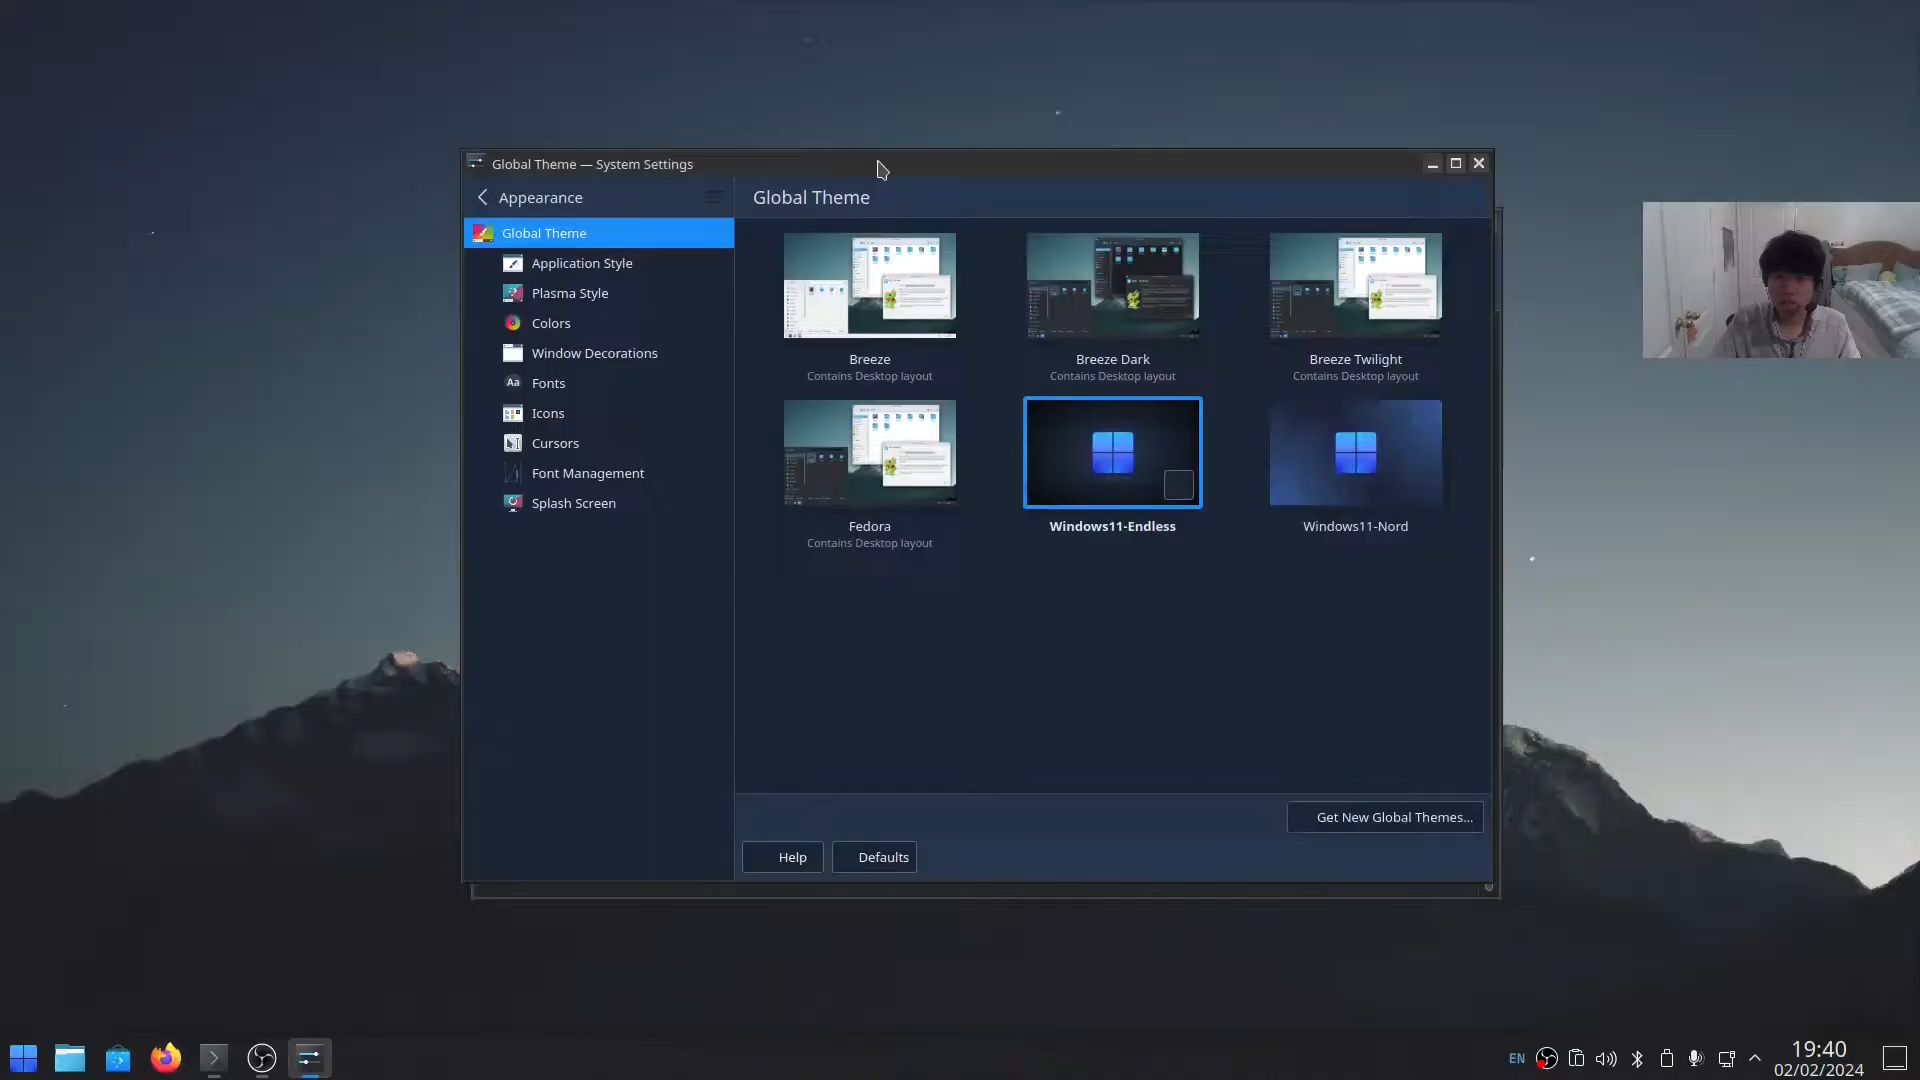 Global Theme — System Settings
Appearance
Global Theme
Global Theme
Application Style
Plasma Style
Colors
Window Decorations
Aa Fonts
Icons
Cursors
Font Management
Splash Screen
Breeze
Contains Desktop layout
Breeze Dark
Contains Desktop layout
Breeze Twilight
Contains Desktop layout
Fedora
Contains Desktop layout
Windows11-Endless
Windows11-Nord
Get New Global Themes...
Help
Defaults
EN
19:40
02/02/2024